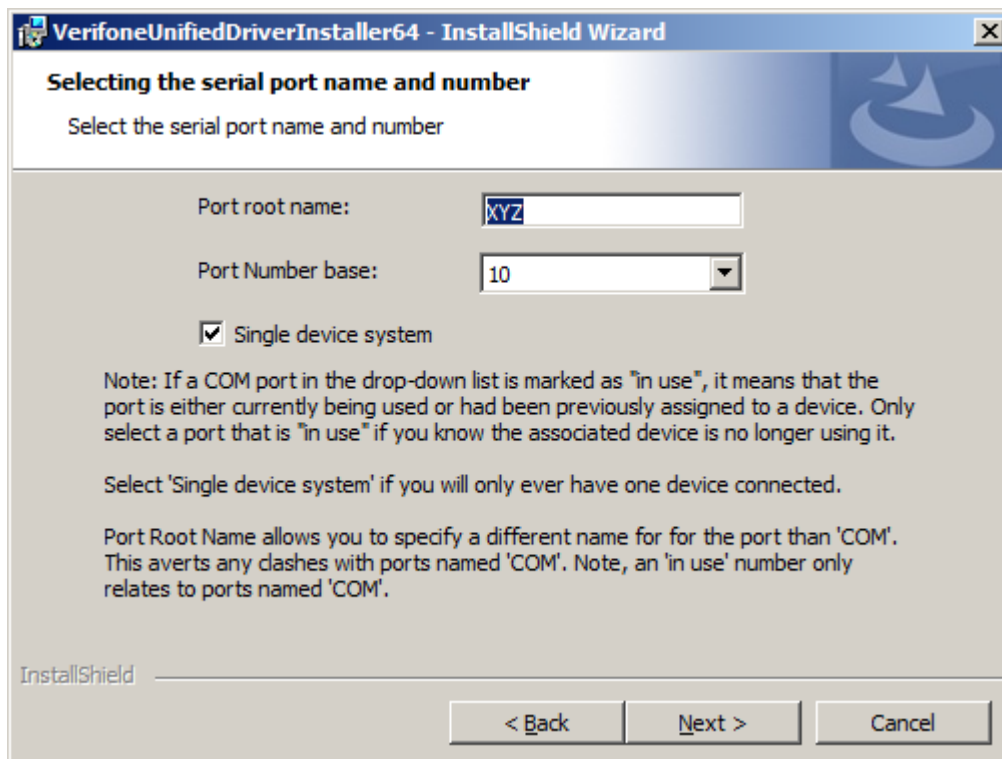 VerifoneUnifiedDriverInstaller64 - InstallShield Wizard
Selecting the serial port name and number
Select the serial port name and number
Port root name:
XYZ
Port Number base:
10
Single device system
Note: If a COM port in the drop-down list is marked as "in use", it means that the
port is either currently being used or had been previously assigned to a device. Only
select a port that is "in use" if you know the associated device is no longer using it.
Select 'Single device system' if you will only ever have one device connected.
Port Root Name allows you to specify a different name for for the port than 'COM'.
This averts any clashes with ports named 'COM'. Note, an 'in use' number only
relates to ports named 'COM'.
InstallShield
< Back
Next >
Cancel